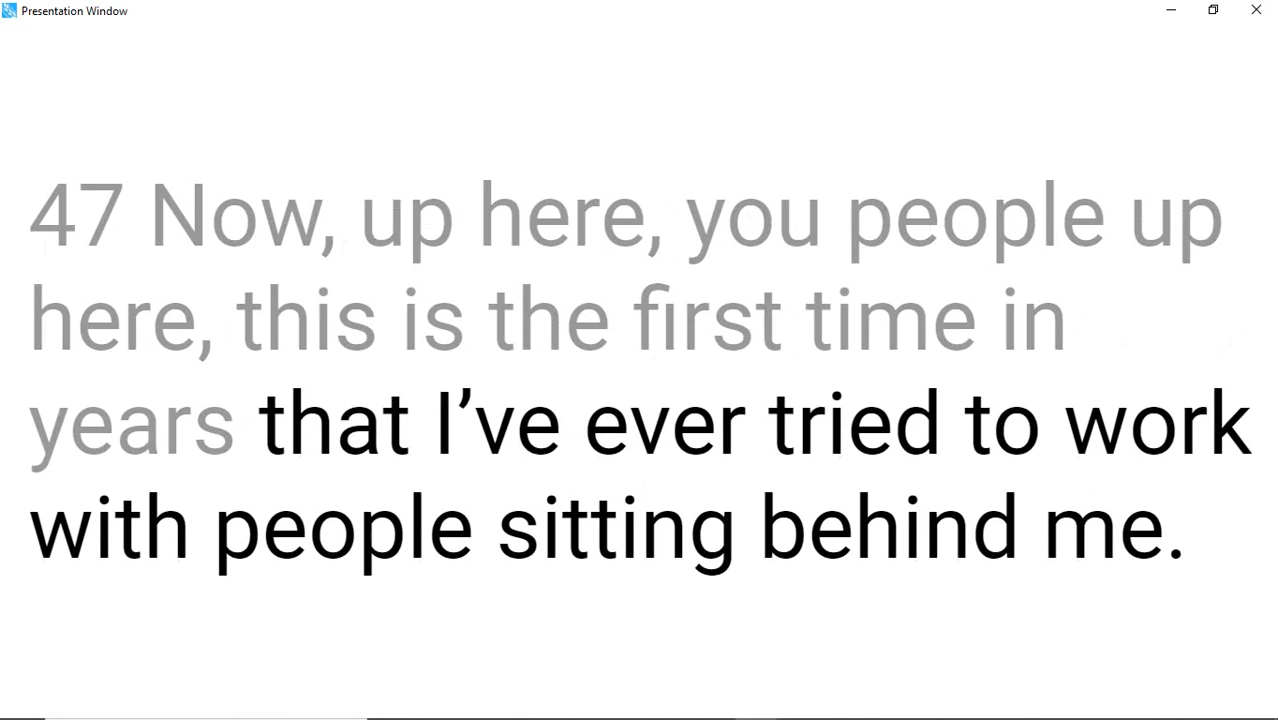 Presentation Window
47 Now, up here, you people up
here, this is the first time in
years that I’ve ever tried to work
with people sitting behind me.